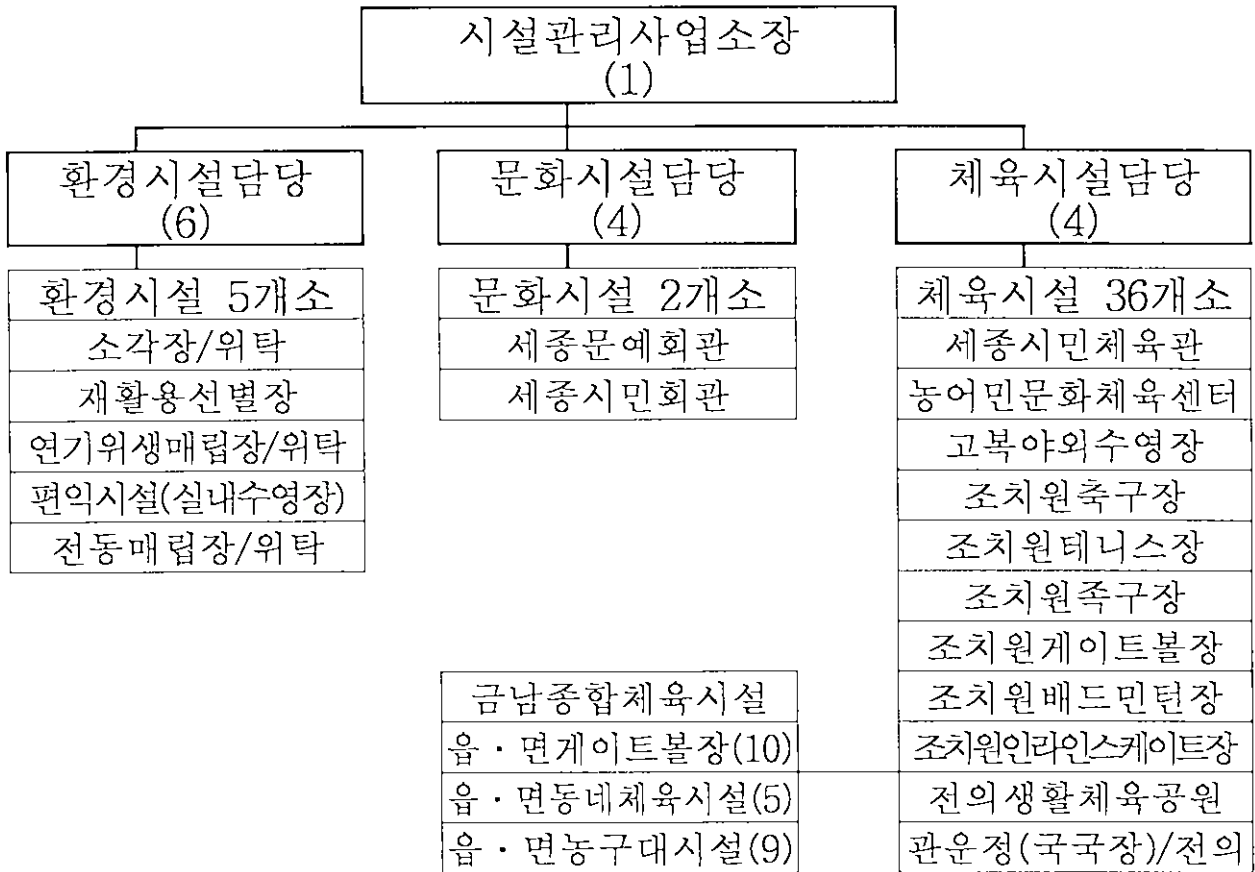 시설관리사업소장
(1)
환경시설담당
(6)
문화시설담당
(4)
체육시설담당
(4)
환경시설 5개소
소각장/위탁
재활용선별장
연기위생매립장/위탁
편익시설(실내수영장)
전동매립장/위탁
문화시설 2개소
세종문예회관
세종시민회관
체육시설 36개소
세종시민체육관
농어민문화체육센터
고복야외수영장
조치원축구장
조치원테니스장
조치원족구장
조치원게이트볼장
조치원배드민턴장
조치원인라인스케이트장
전의생활체육공원
관운정(국국장)/전의
금남종합체육시설
읍·면게이트볼장(10)
읍·면동네체육시설(5)
읍·면농구대시설(9)